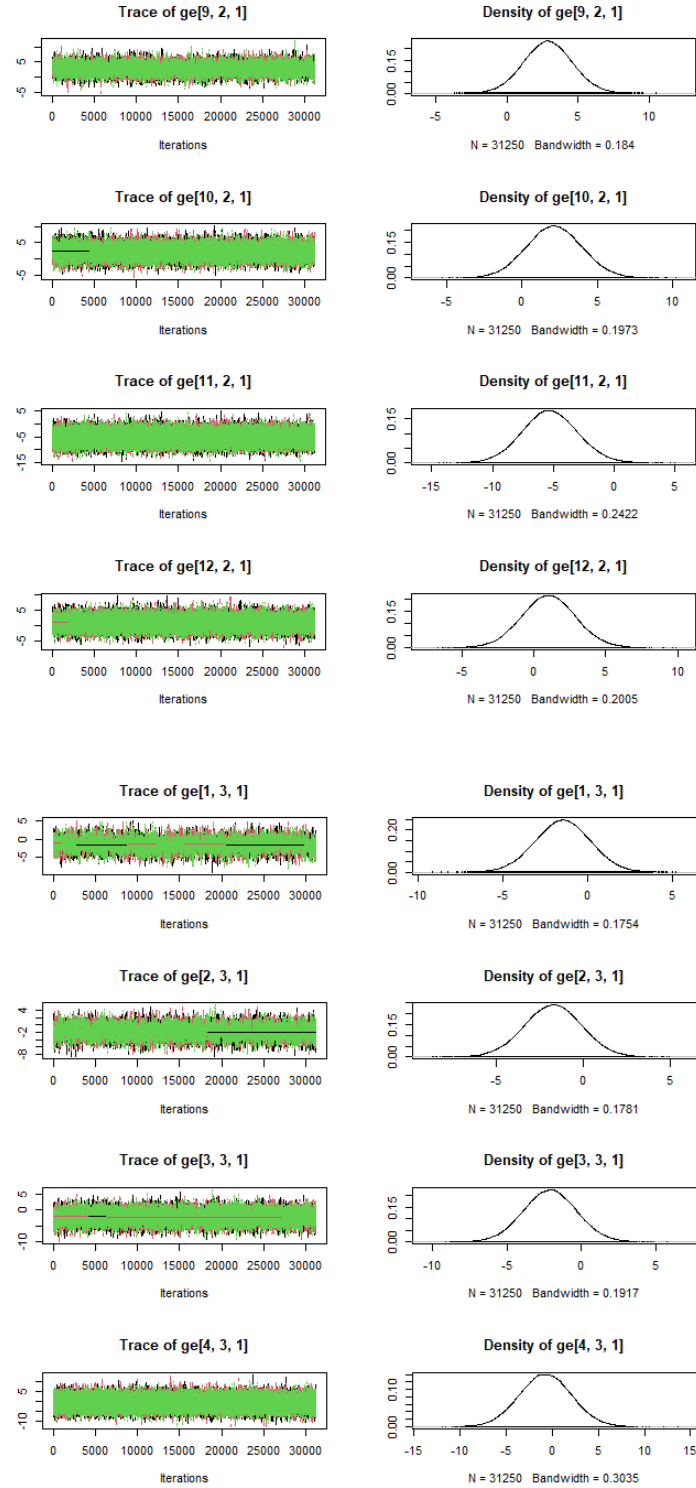 Trace of ge[9, 2, 1]
Density of ge[9, 2, 1]
-5 5
0 5000 10000 15000 20000 25000 30000
Iterations
0.00 0.15
-5 0 5 10
N = 31250 Bandwidth = 0.184
Trace of ge[10, 2, 1]
Density of ge[10, 2, 1]
-5 5
0 5000 10000 15000 20000 25000 30000
Iterations
0.00 0.15
-5 0 5 10
N = 31250 Bandwidth = 0.1973
Trace of ge[11, 2, 1]
Density of ge[11, 2, 1]
-15 -5 5
0 5000 10000 15000 20000 25000 30000
Iterations
0.00 0.15
-15 -10 -5 0 5
N = 31250 Bandwidth = 0.2422
Trace of ge[12, 2, 1]
Density of ge[12, 2, 1]
-5 5
0 5000 10000 15000 20000 25000 30000
Iterations
0.00 0.15
-5 0 5 10
N = 31250 Bandwidth = 0.2005
Trace of ge[1, 3, 1]
Density of ge[1, 3, 1]
-5 0 5
0 5000 10000 15000 20000 25000 30000
Iterations
0.00 0.20
-10 -5 0 5
N = 31250 Bandwidth = 0.1754
Trace of ge[2, 3, 1]
Density of ge[2, 3, 1]
-8 -2 4
0 5000 10000 15000 20000 25000 30000
Iterations
0.00 0.15
-5 0 5
N = 31250 Bandwidth = 0.1781
Trace of ge[3, 3, 1]
Density of ge[3, 3, 1]
-10 0 5
0 5000 10000 15000 20000 25000 30000
Iterations
0.00 0.15
-10 -5 0 5
N = 31250 Bandwidth = 0.1917
Trace of ge[4, 3, 1]
Density of ge[4, 3, 1]
-10 5
0 5000 10000 15000 20000 25000 30000
Iterations
0.00 0.10
-15 -10 -5 0 5 10 15
N = 31250 Bandwidth = 0.3035